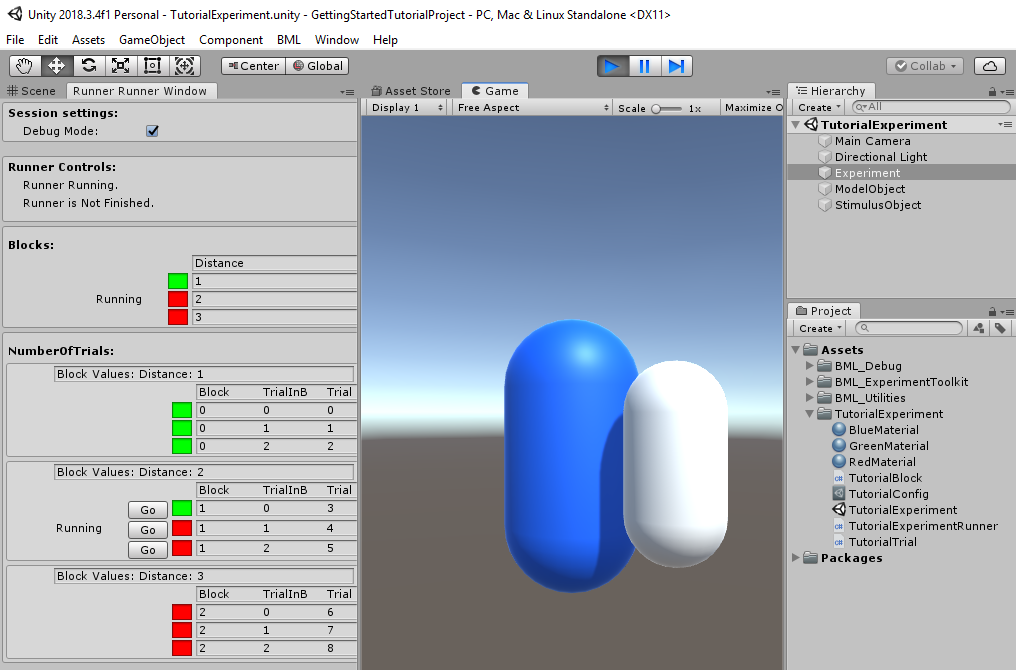 Unity 2018.3.4f1 Personal - TutorialExperiment.unity - GettingStartedTutorialProject - PC, Mac & Linux Standalone <DX11>
File Edit Assets GameObject Component BML Window Help
Center Global Collab
Scene Runner Runner Window
Session settings:
Debug Mode:
Runner Controls:
Runner Running.
Runner is Not Finished.
Blocks:
Distance
1
Running 2
3
NumberOfTrials:
Block Values: Distance: 1
Block TrialInB Trial
0 0 0
0 1 1
0 2 2
Block Values: Distance: 2
Block TrialInB Trial
Go 1 0 3
Running Go 1 1 4
Go 1 2 5
Block Values: Distance: 3
Block TrialInB Trial
2 0 6
2 1 7
2 2 8
Asset Store Game
Display 1 Free Aspect Scale 1x Maximize O
Hierarchy
Create All
TutorialExperiment
Main Camera
Directional Light
Experiment
ModelObject
StimulusObject
Project
Create
Assets
BML_Debug
BML_ExperimentToolkit
BML_Utilities
TutorialExperiment
BlueMaterial
GreenMaterial
RedMaterial
TutorialBlock
TutorialConfig
TutorialExperiment
TutorialExperimentRunner
TutorialTrial
Packages